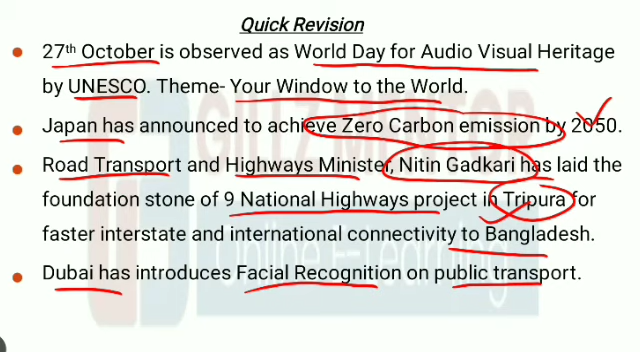 Quick Revision
27th October is observed as World Day for Audio Visual Heritage
by UNESCO. Theme- Your Window to the World.
Japan has announced to achieve Zero Carbon emission by 2050.
Road Transport and Highways Minister, Nitin Gadkari has laid the
foundation stone of 9 National Highways project in Tripura for
faster interstate and international connectivity to Bangladesh.
Dubai has introduces Facial Recognition on public transport.